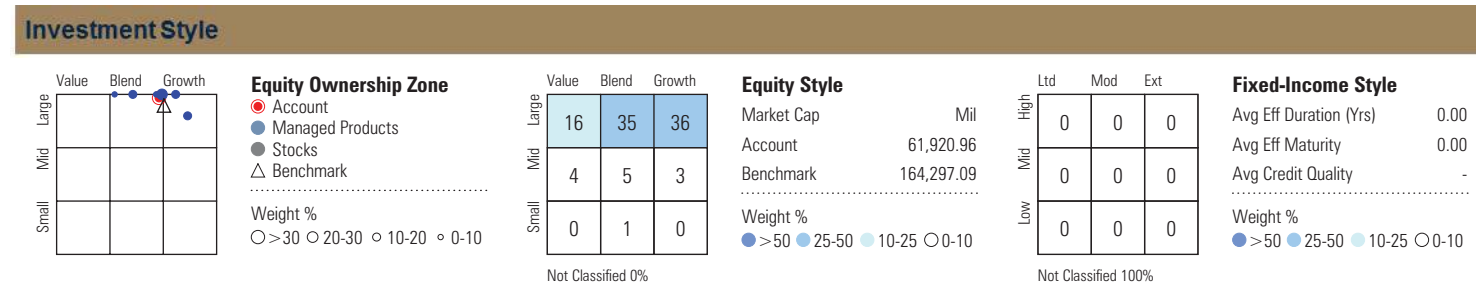 Investment Style
Value Blend Growth
Large
Mid
Small
Equity Ownership Zone
Account
Managed Products
Stocks
Benchmark
Weight %
>30 20-30 10-20 0-10
Value Blend Growth
Large
Mid
Small
16 35 36
4 5 3
0 1 0
Not Classified 0%
Equity Style
Market Cap Mil
Account 61,920.96
Benchmark 164,297.09
Weight %
>50 25-50 10-25 0-10
Ltd Mod Ext
High
Mid
Low
0 0 0
0 0 0
0 0 0
Not Classified 100%
Fixed-Income Style
Avg Eff Duration (Yrs) 0.00
Avg Eff Maturity 0.00
Avg Credit Quality -
Weight %
>50 25-50 10-25 0-10